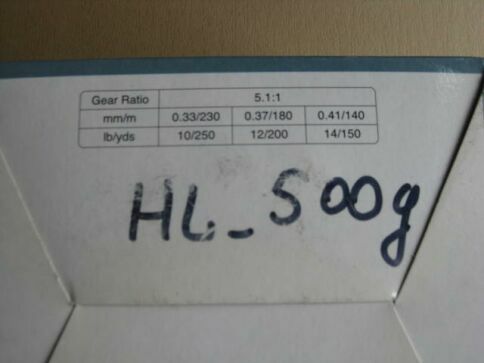 Gear Ratio 5.1:1
mm/m 0.33/230 0.37/180 0.41/140
lb/yds 10/250 12/200 14/150
HL_500g